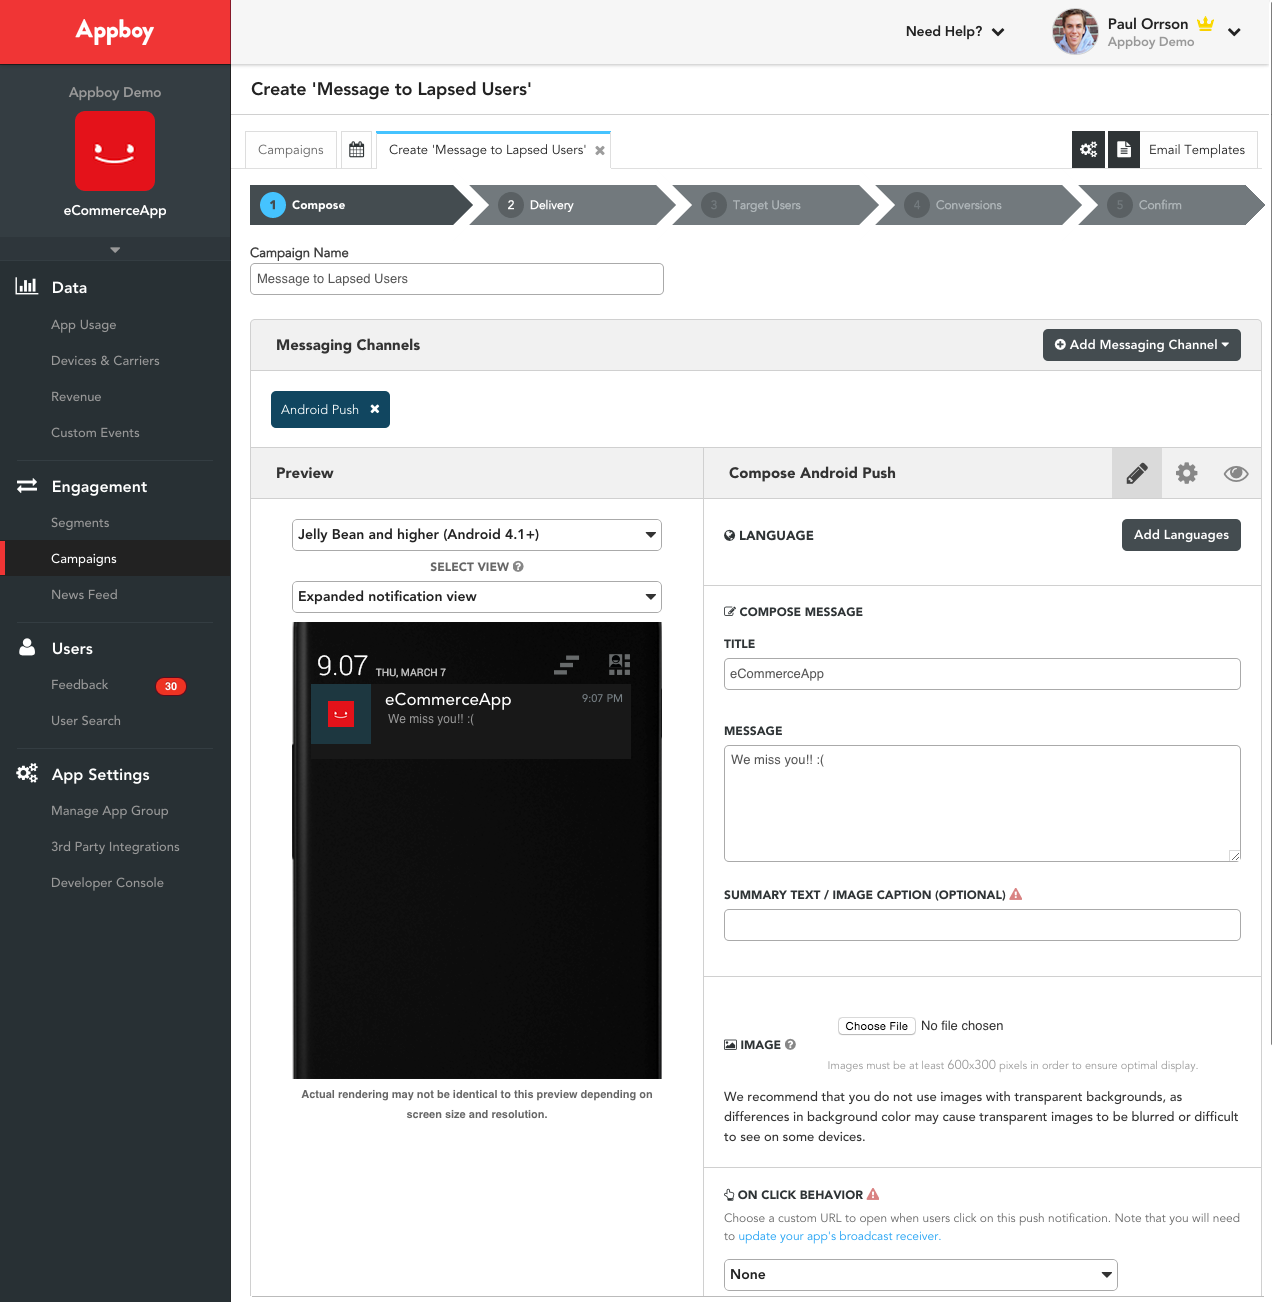 Appboy
Need Help?
Paul Orrson
Appboy Demo
Appboy Demo
eCommerceApp
Data
App Usage
Devices & Carriers
Revenue
Custom Events
Engagement
Segments
Campaigns
News Feed
Users
Feedback 30
User Search
App Settings
Manage App Group
3rd Party Integrations
Developer Console
Create 'Message to Lapsed Users'
Campaigns
Create 'Message to Lapsed Users'
Email Templates
1 Compose
2 Delivery
3 Target Users
4 Conversions
5 Confirm
Campaign Name
Message to Lapsed Users
Messaging Channels
Add Messaging Channel
Android Push
Preview
Jelly Bean and higher (Android 4.1+)
SELECT VIEW
Expanded notification view
9.07 THU, MARCH 7
eCommerceApp 9:07 PM
We miss you!! :(
Actual rendering may not be identical to this preview depending on
screen size and resolution.
Compose Android Push
LANGUAGE
Add Languages
COMPOSE MESSAGE
TITLE
eCommerceApp
MESSAGE
We miss you!! :(
SUMMARY TEXT / IMAGE CAPTION (OPTIONAL)
IMAGE
Choose File No file chosen
Images must be at least 600x300 pixels in order to ensure optimal display.
We recommend that you do not use images with transparent backgrounds, as
differences in background color may cause transparent images to be blurred or difficult
to see on some devices.
ON CLICK BEHAVIOR
Choose a custom URL to open when users click on this push notification. Note that you will need
to update your app's broadcast receiver.
None